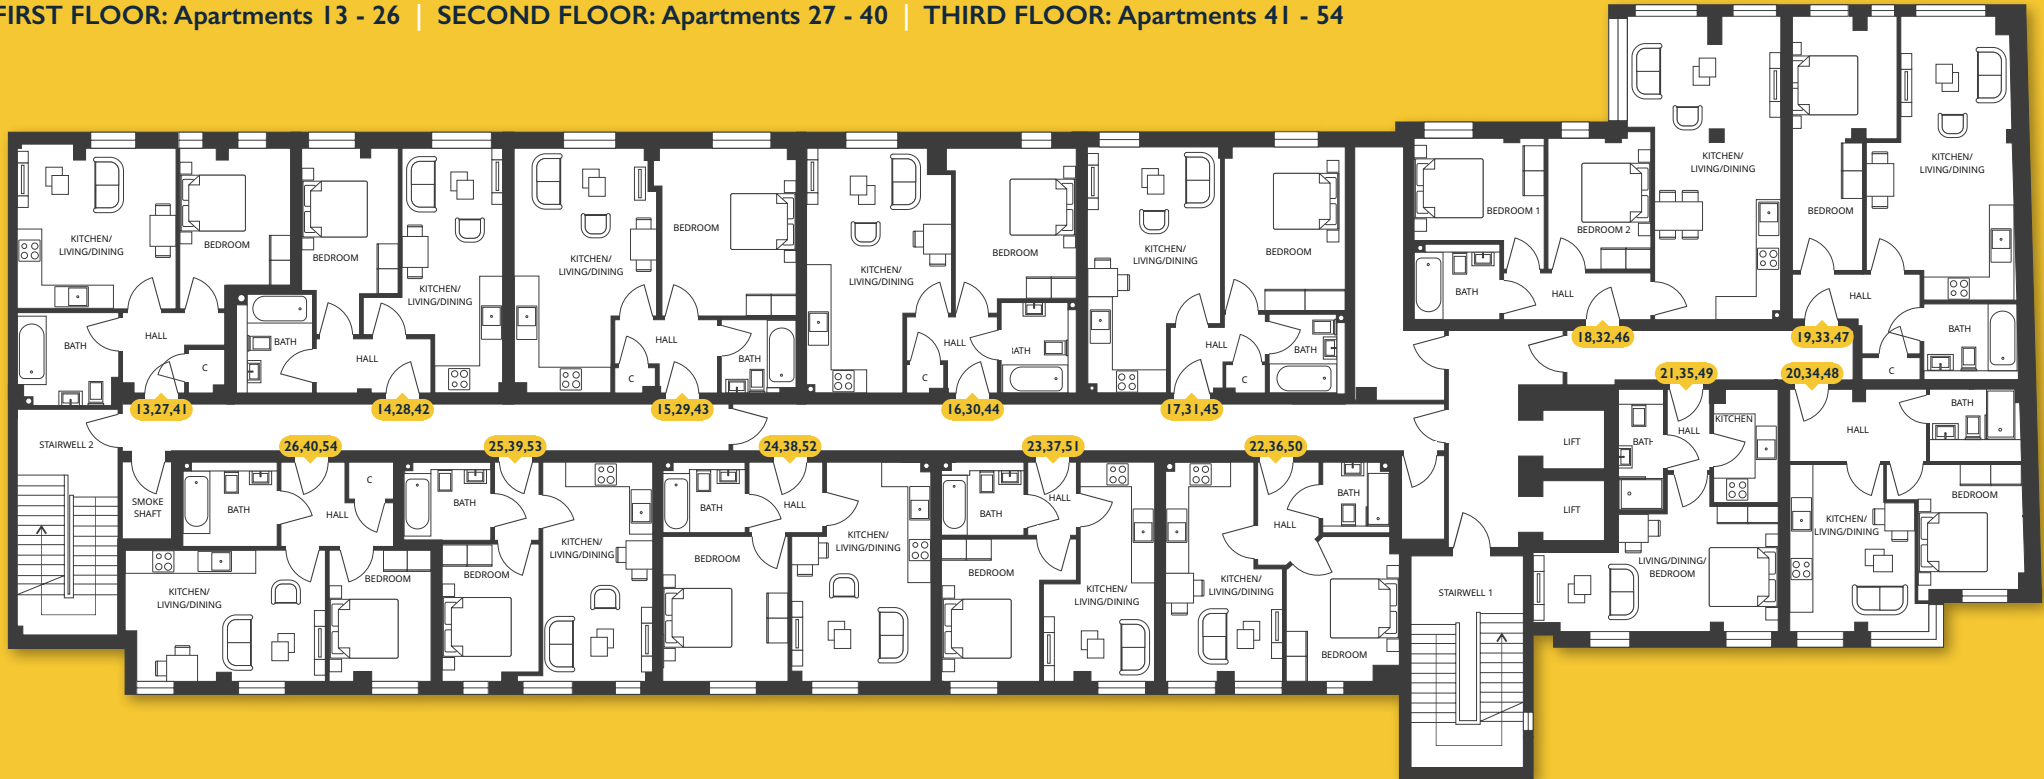 FIRST FLOOR: Apartments 13 - 26 | SECOND FLOOR: Apartments 27 - 40 | THIRD FLOOR: Apartments 41 - 54
KITCHEN/
LIVING/DINING
BEDROOM
BATH
HALL
C
13,27,41
BEDROOM
KITCHEN/
LIVING/DINING
BATH
HALL
14,28,42
KITCHEN/
LIVING/DINING
BEDROOM
HALL
BATH
C
15,29,43
KITCHEN/
LIVING/DINING
BEDROOM
HALL
BATH
C
16,30,44
KITCHEN/
LIVING/DINING
BEDROOM
HALL
BATH
C
17,31,45
BEDROOM 1
BEDROOM 2
KITCHEN/
LIVING/DINING
BATH
HALL
18,32,46
BEDROOM
KITCHEN/
LIVING/DINING
HALL
BATH
C
19,33,47
STAIRWELL 2
SMOKE
SHAFT
26,40,54
BATH
HALL
C
KITCHEN/
LIVING/DINING
BEDROOM
25,39,53
BATH
BEDROOM
KITCHEN/
LIVING/DINING
24,38,52
BATH
HALL
BEDROOM
KITCHEN/
LIVING/DINING
23,37,51
BATH
HALL
BEDROOM
KITCHEN/
LIVING/DINING
22,36,50
HALL
BATH
KITCHEN/
LIVING/DINING
BEDROOM
STAIRWELL 1
LIFT
LIFT
21,35,49
BATH
HALL
KITCHEN
LIVING/DINING/
BEDROOM
20,34,48
HALL
BATH
KITCHEN/
LIVING/DINING
BEDROOM